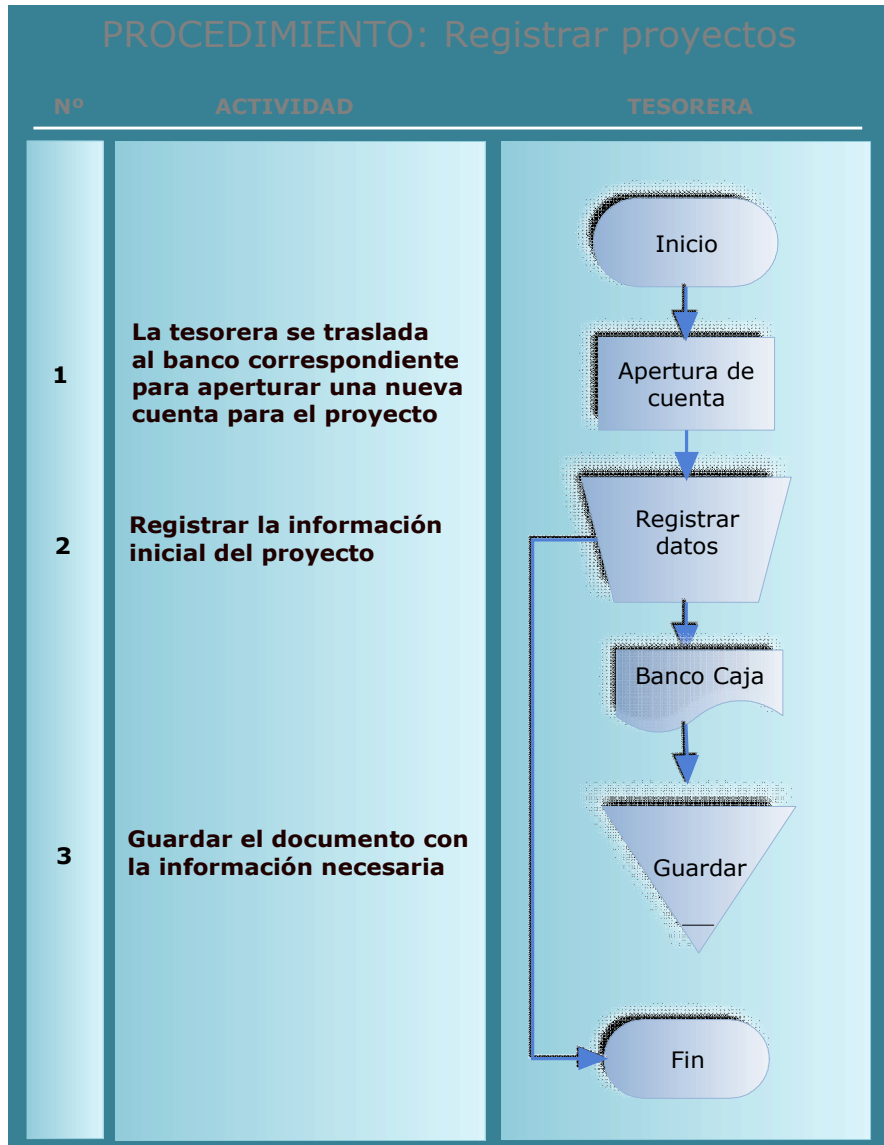 PROCEDIMIENTO: Registrar proyectos
Nº ACTIVIDAD TESORERA
Inicio
1
La tesorera se traslada
al banco correspondiente
para aperturar una nueva
cuenta para el proyecto
Apertura de
cuenta
2
Registrar la información
inicial del proyecto
Registrar
datos
Banco Caja
3
Guardar el documento con
la información necesaria
Guardar
Fin